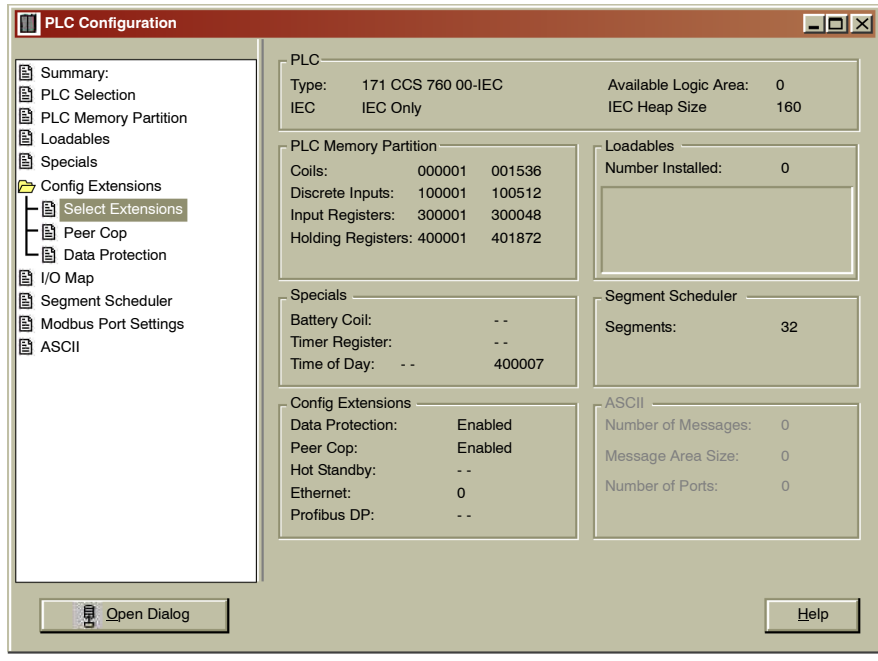 PLC Configuration
Summary:
PLC Selection
PLC Memory Partition
Loadables
Specials
Config Extensions
Select Extensions
Peer Cop
Data Protection
I/O Map
Segment Scheduler
Modbus Port Settings
ASCII
PLC
Type: 171 CCS 760 00-IEC Available Logic Area: 0
IEC IEC Only IEC Heap Size 160
PLC Memory Partition
Coils: 000001 001536
Discrete Inputs: 100001 100512
Input Registers: 300001 300048
Holding Registers: 400001 401872
Loadables
Number Installed: 0
Specials
Battery Coil: - -
Timer Register: - -
Time of Day: - - 400007
Segment Scheduler
Segments: 32
Config Extensions
Data Protection: Enabled
Peer Cop: Enabled
Hot Standby: - -
Ethernet: 0
Profibus DP: - -
ASCII
Number of Messages: 0
Message Area Size: 0
Number of Ports: 0
Open Dialog
Help